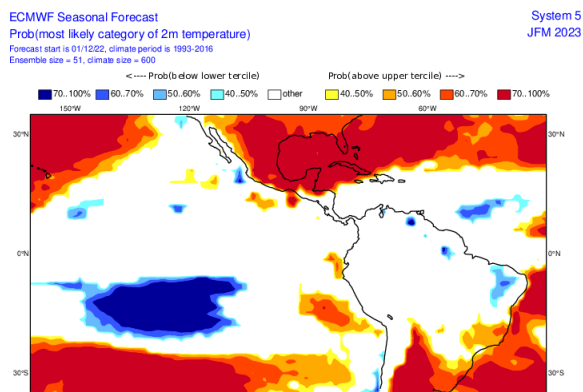 ECMWF Seasonal Forecast
System 5
Prob(most likely category of 2m temperature)
JFM 2023
Forecast start is 01/12/22, climate period is 1993-2016
Ensemble size = 51, climate size = 600
<---- Prob(below lower tercile)
Prob(above upper tercile) ---->
70..100% 60..70% 50..60% 40..50% other 40..50% 50..60% 60..70% 70..100%
150°W 120°W 90°W 60°W
30°N 30°N
0°N 0°N
30°S 30°S